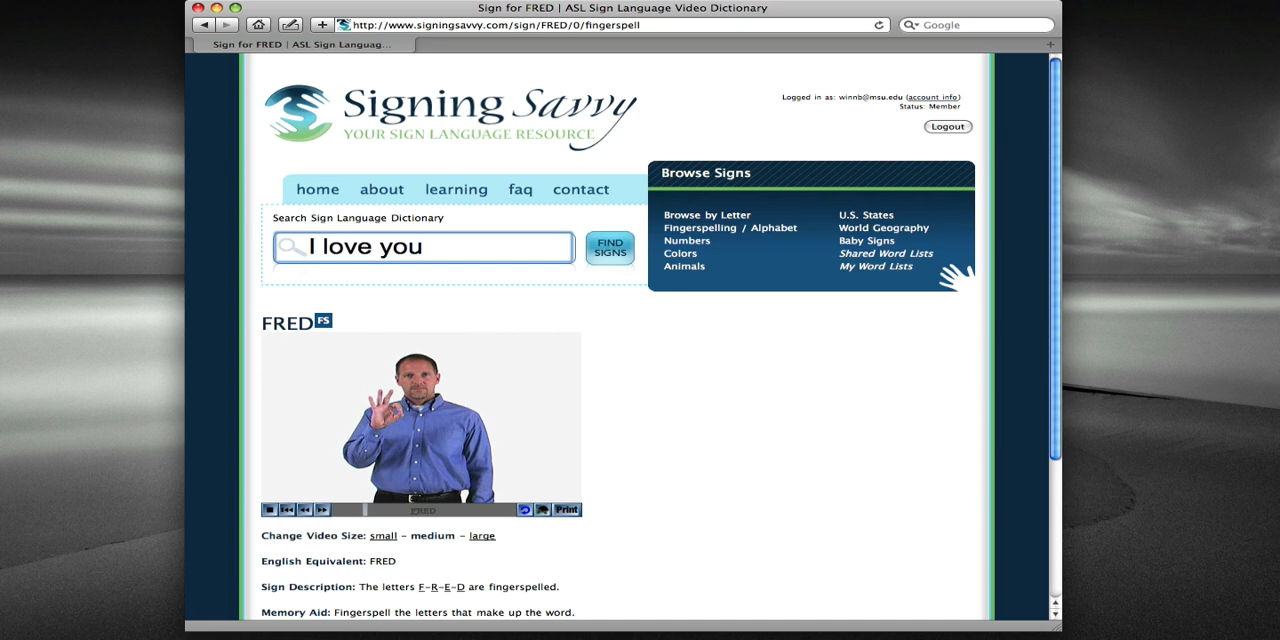 Sign for FRED | ASL Sign Language Video Dictionary
http://www.signingsavvy.com/sign/FRED/0/fingerspell
Google
Sign for FRED | ASL Sign Languag...
Signing Savvy
YOUR SIGN LANGUAGE RESOURCE
Logged in as: winnb@msu.edu (account info)
Status: Member
Logout
home about learning faq contact
Search Sign Language Dictionary
I love you
FIND
SIGNS
Browse Signs
Browse by Letter
Fingerspelling / Alphabet
Numbers
Colors
Animals
U.S. States
World Geography
Baby Signs
Shared Word Lists
My Word Lists
FRED FS
FRED
Print
Change Video Size: small - medium - large
English Equivalent: FRED
Sign Description: The letters F-R-E-D are fingerspelled.
Memory Aid: Fingerspell the letters that make up the word.